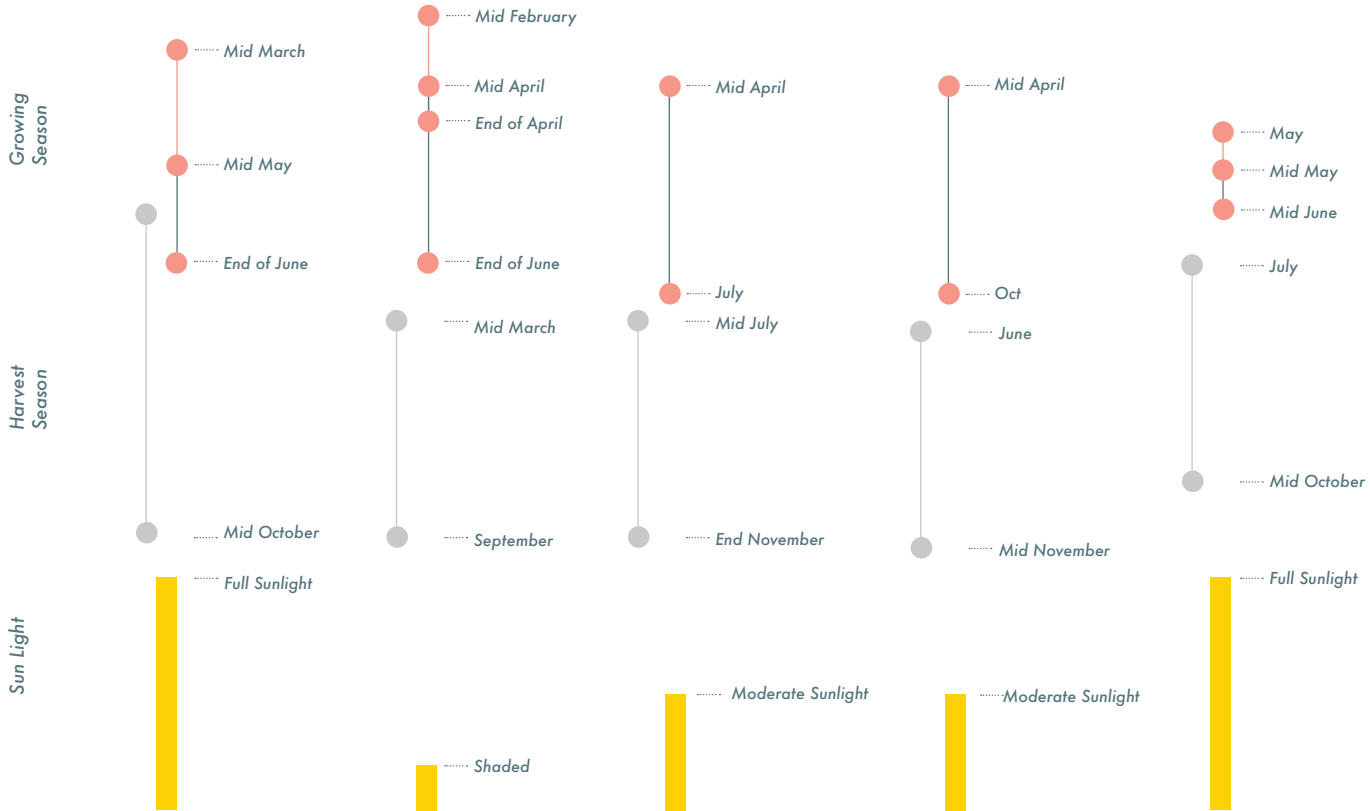 Mid February
Mid March
Mid April
Mid April
Mid April
End of April
Growing
Season
May
Mid May
Mid May
Mid June
End of June
End of June
July
July
Oct
Mid March
Mid July
June
Harvest
Season
Mid October
Mid October
September
End November
Mid November
Full Sunlight
Full Sunlight
Sun Light
Moderate Sunlight
Moderate Sunlight
Shaded